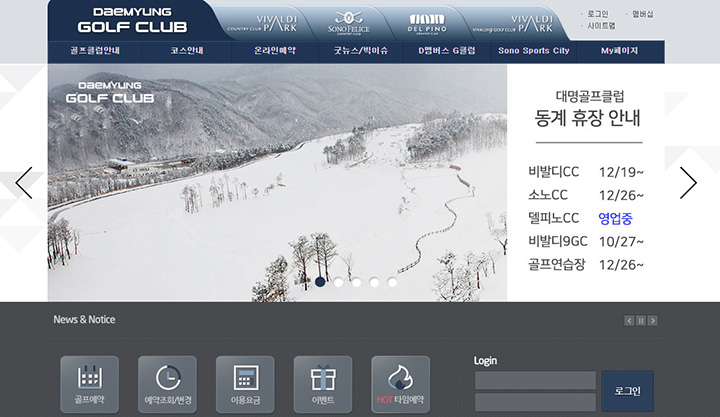 DAEMYUNG
GOLF CLUB
COUNTRY CLUB VIVALDI PARK
SONOFELICE
COUNTRY CLUB
DELPINO
COUNTRY CLUB
VIVALDI9 GOLF CLUB VIVALDI PARK
로그인 멤버십
사이트맵
골프클럽안내 코스안내 온라인예약 굿뉴스/빅이슈 D멤버스 G클럽 Sono Sports City My페이지
DAEMYUNG
GOLF CLUB
대명골프클럽
동계 휴장 안내
비발디CC 12/19~
소노CC 12/26~
델피노CC 영업중
비발디9GC 10/27~
골프연습장 12/26~
News & Notice
골프예약 예약조회/변경 이용요금 이벤트 HOT 타임예약
Login
로그인